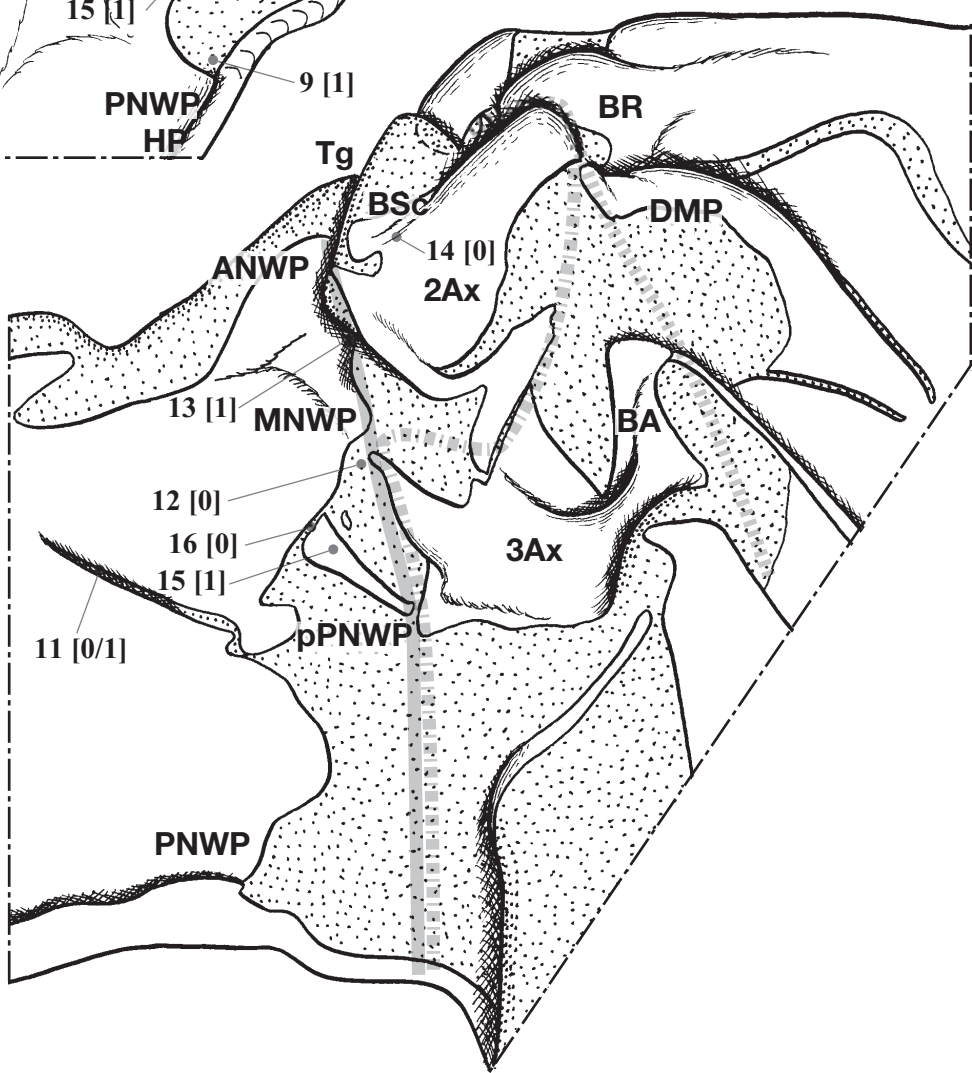 15 [1]
9 [1]
PNWP
HP
BR
Tg
BSc
DMP
14 [0]
ANWP
2Ax
13 [1]
MNWP
BA
12 [0]
16 [0]
3Ax
15 [1]
pPNWP
11 [0/1]
PNWP